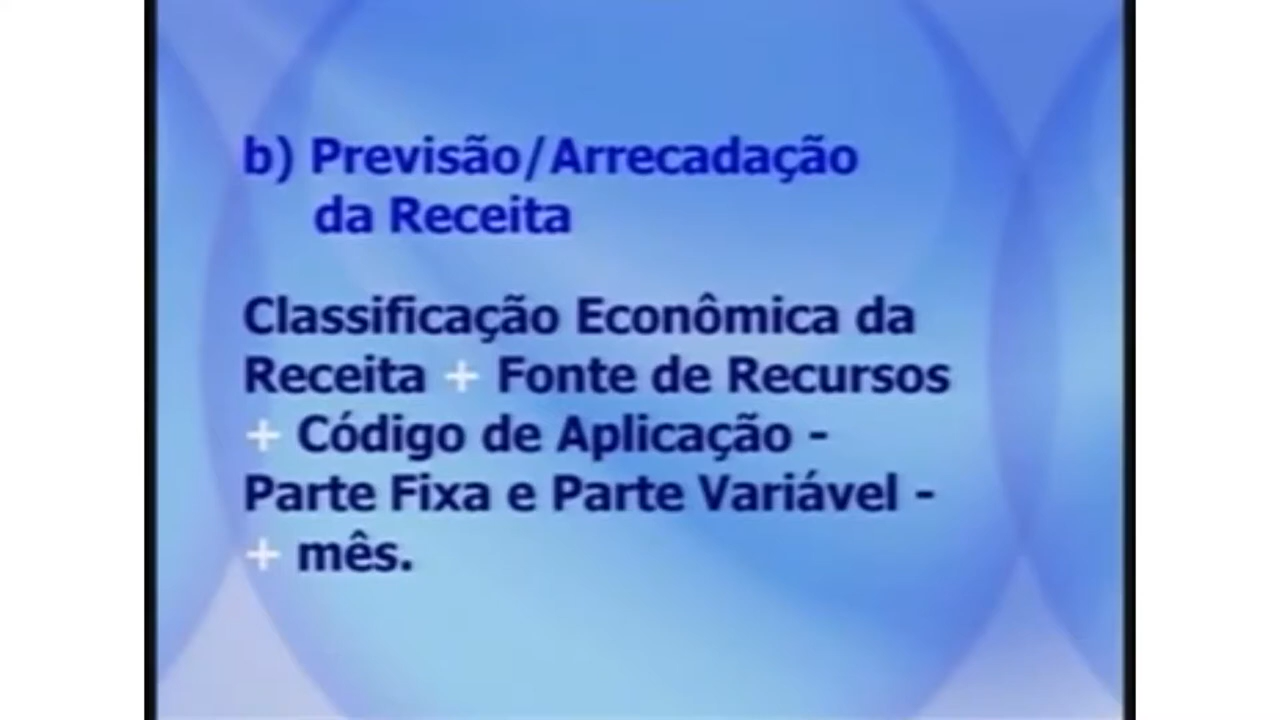 b) Previsão/Arrecadação
da Receita
Classificação Econômica da
Receita + Fonte de Recursos
+ Código de Aplicação -
Parte Fixa e Parte Variável -
+ mês.